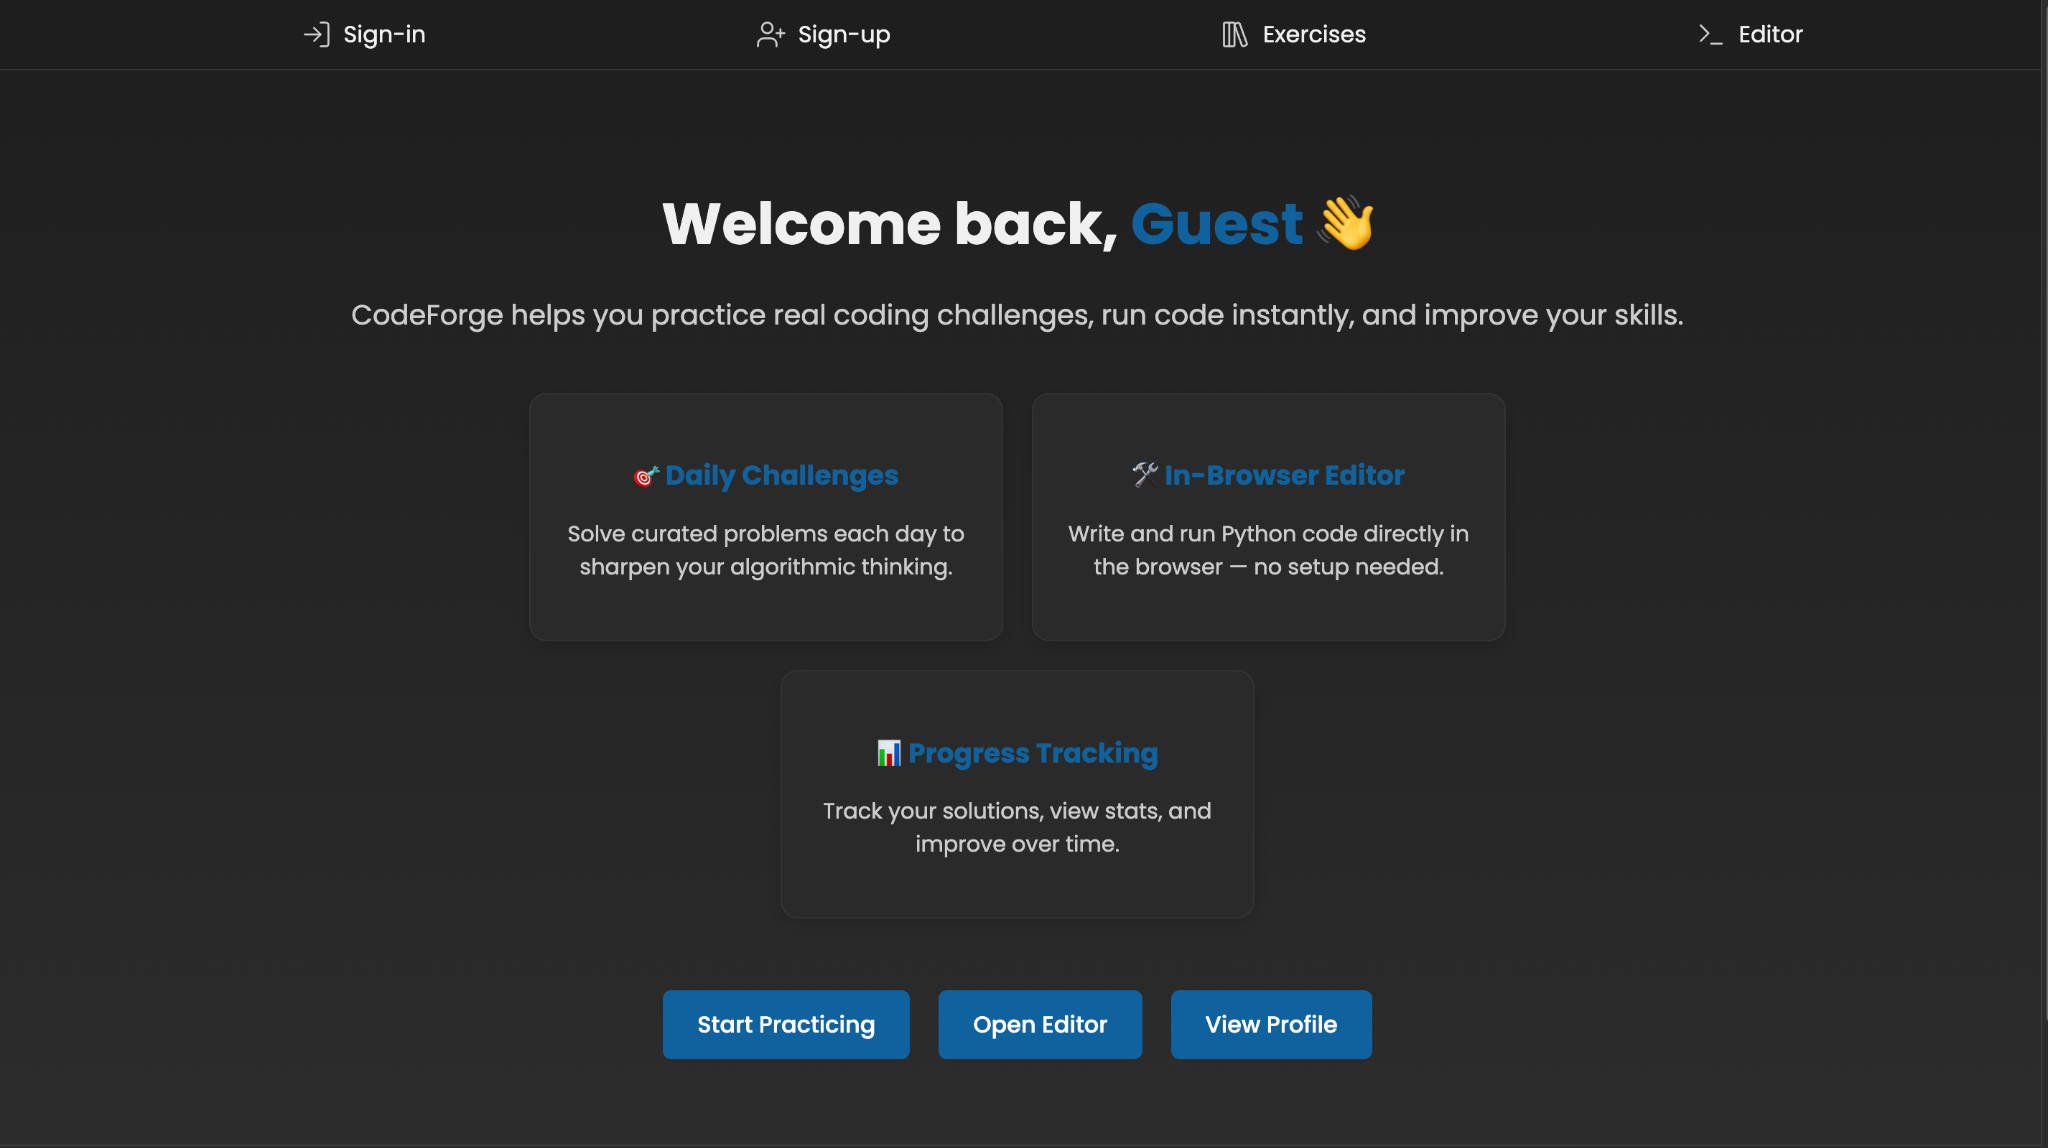 Sign-in
Sign-up
Exercises
Editor
Welcome back, Guest 👋
CodeForge helps you practice real coding challenges, run code instantly, and improve your skills.
🎯 Daily Challenges
Solve curated problems each day to
sharpen your algorithmic thinking.
🛠 In-Browser Editor
Write and run Python code directly in
the browser — no setup needed.
📊 Progress Tracking
Track your solutions, view stats, and
improve over time.
Start Practicing
Open Editor
View Profile